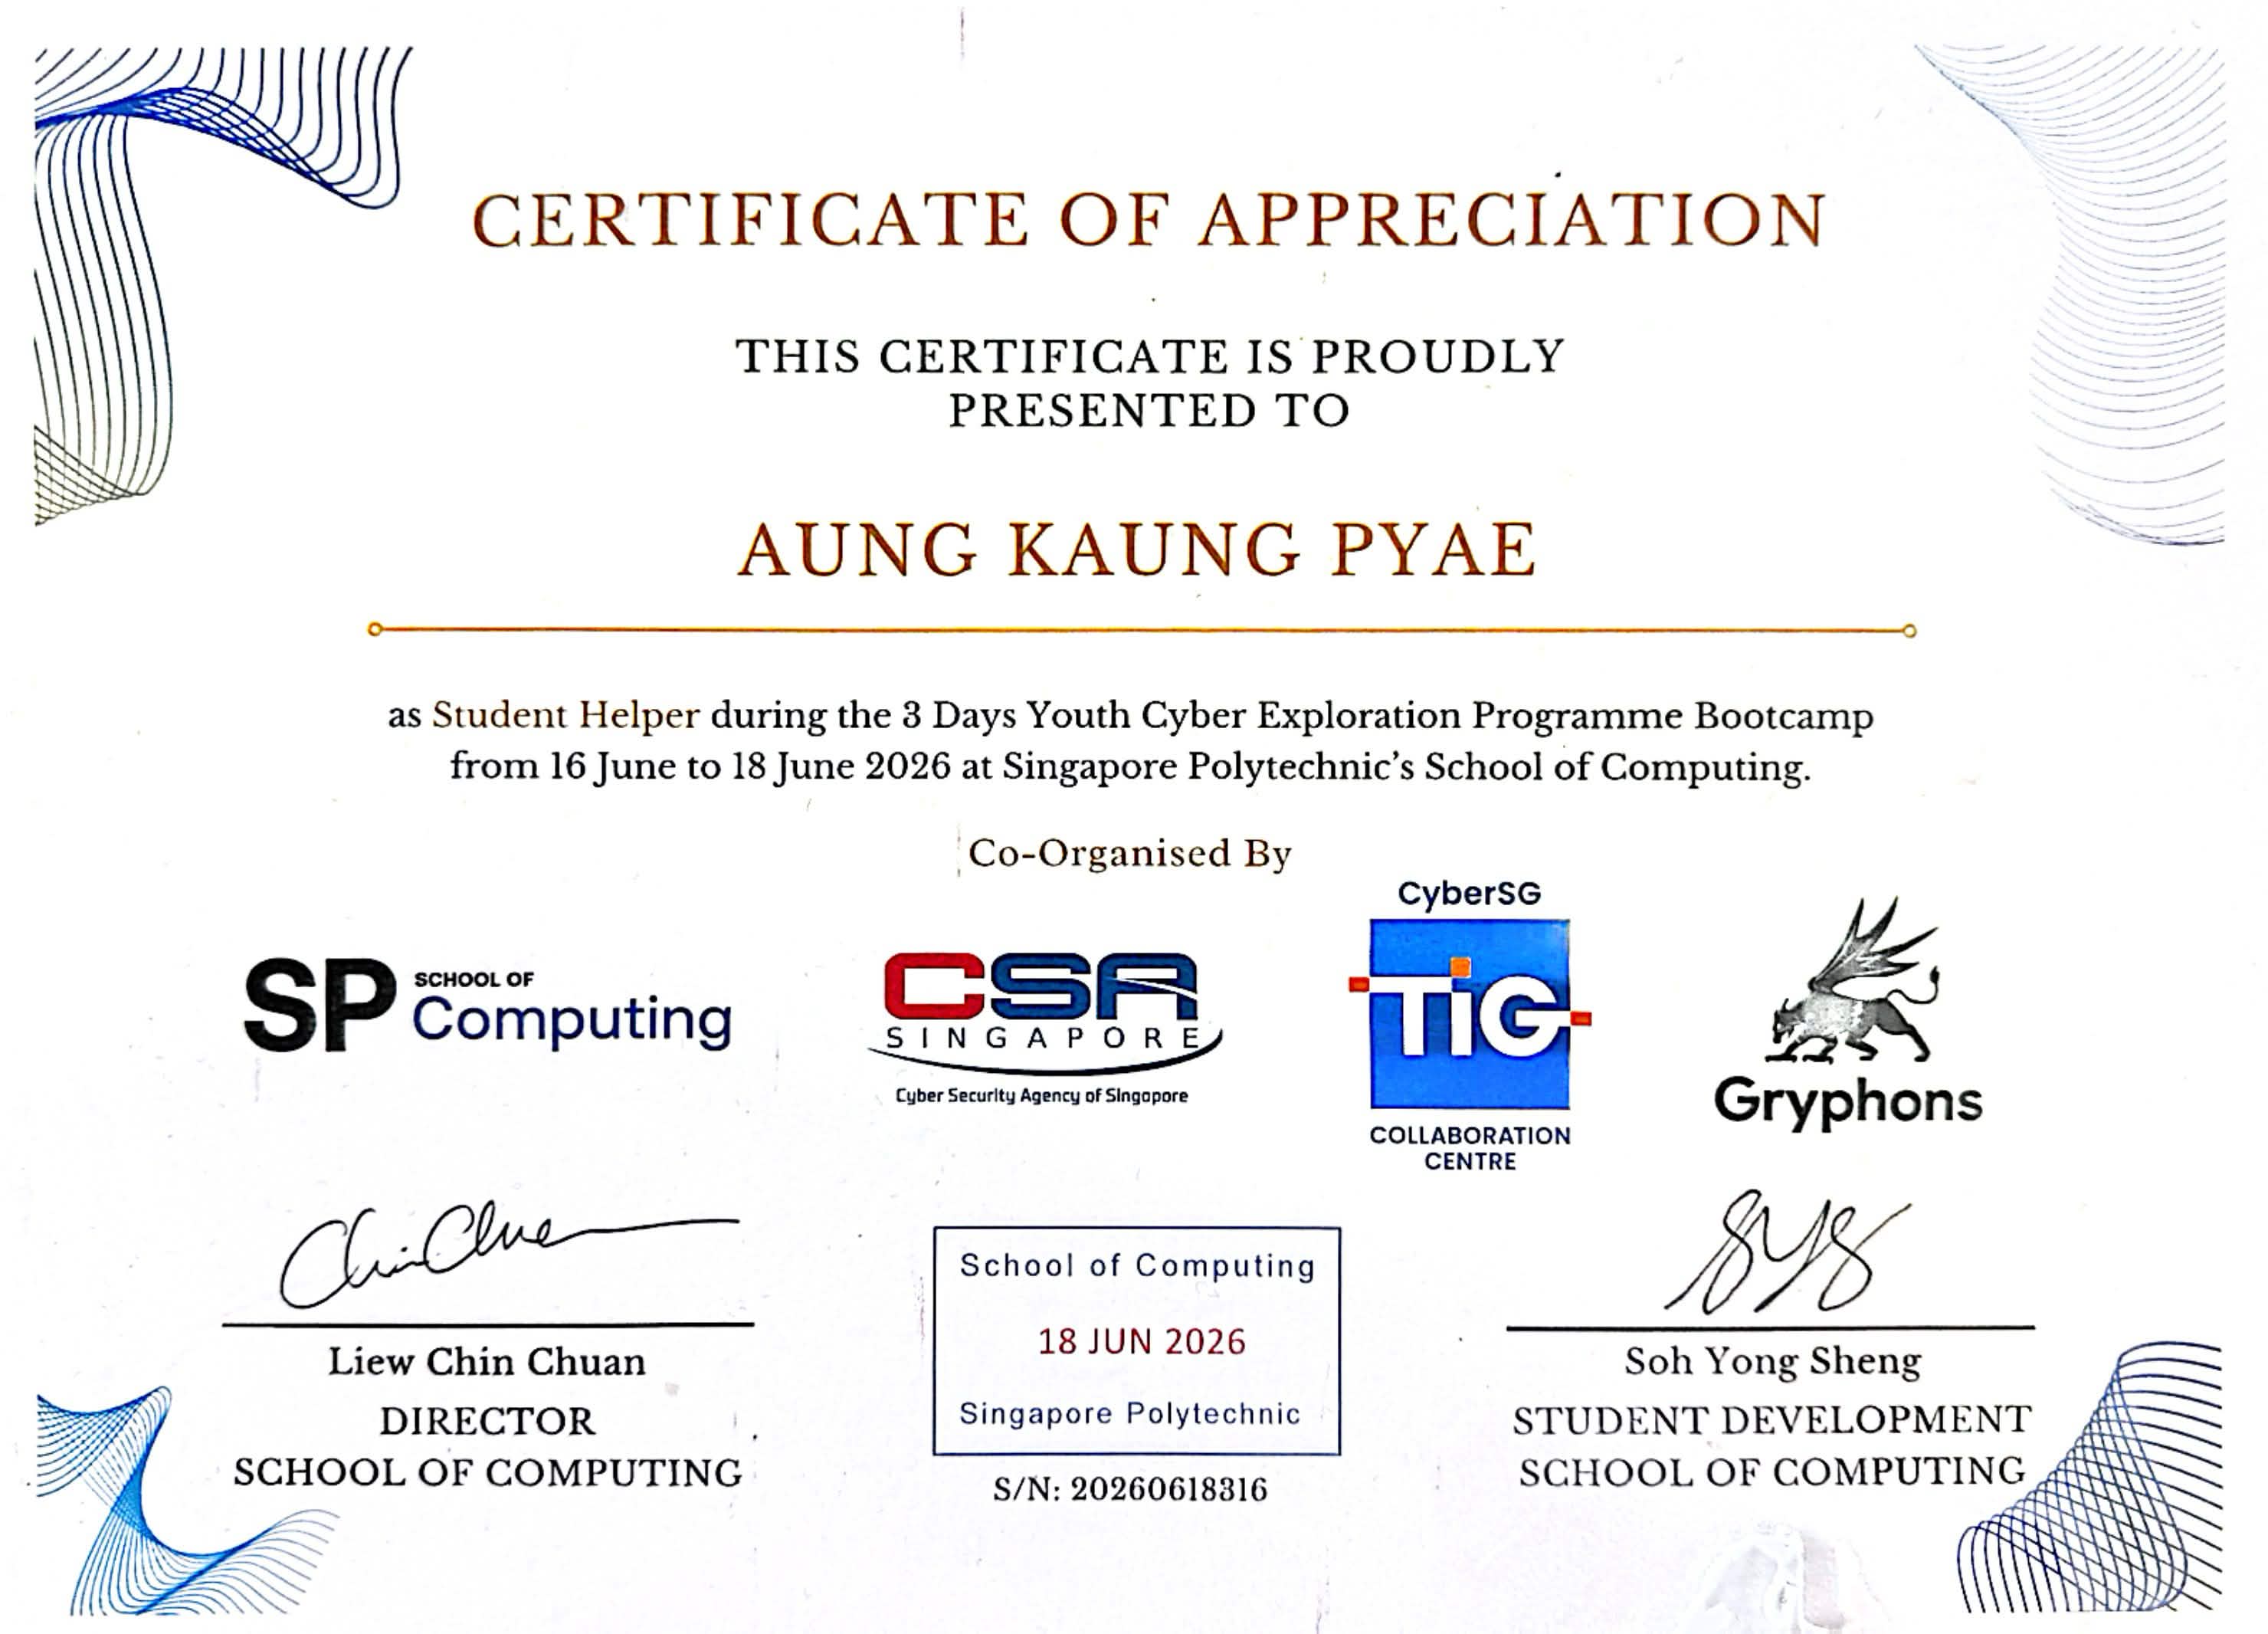 CERTIFICATE OF APPRECIATION
THIS CERTIFICATE IS PROUDLY
PRESENTED TO
AUNG KAUNG PYAE
as Student Helper during the 3 Days Youth Cyber Exploration Programme Bootcamp
from 16 June to 18 June 2026 at Singapore Polytechnic's School of Computing.
Co-Organised By
SP SCHOOL OF Computing
CSA
SINGAPORE
Cyber Security Agency of Singapore
CyberSG
TiG
COLLABORATION
CENTRE
Gryphons
Chin Chuan
SYS
Liew Chin Chuan
DIRECTOR
SCHOOL OF COMPUTING
School of Computing
18 JUN 2026
Singapore Polytechnic
S/N: 20260618316
Soh Yong Sheng
STUDENT DEVELOPMENT
SCHOOL OF COMPUTING